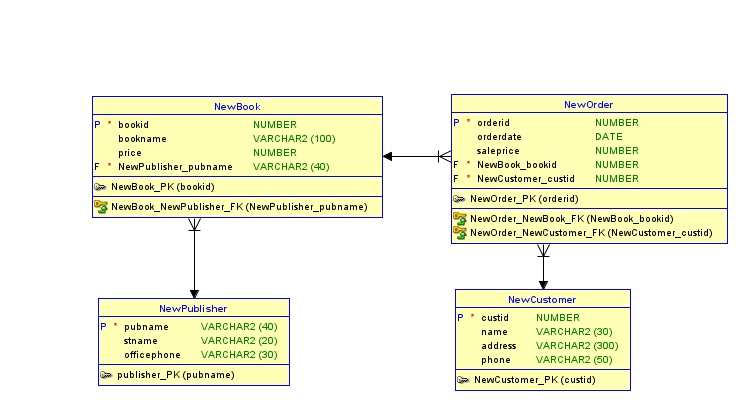 NewBook
P * bookid NUMBER
bookname VARCHAR2 (100)
price NUMBER
F * NewPublisher_pubname VARCHAR2 (40)
NewBook_PK (bookid)
NewBook_NewPublisher_FK (NewPublisher_pubname)
NewOrder
P * orderid NUMBER
orderdate DATE
saleprice NUMBER
F * NewBook_bookid NUMBER
F * NewCustomer_custid NUMBER
NewOrder_PK (orderid)
NewOrder_NewBook_FK (NewBook_bookid)
NewOrder_NewCustomer_FK (NewCustomer_custid)
NewPublisher
P * pubname VARCHAR2 (40)
stname VARCHAR2 (20)
officephone VARCHAR2 (30)
publisher_PK (pubname)
NewCustomer
P * custid NUMBER
name VARCHAR2 (30)
address VARCHAR2 (300)
phone VARCHAR2 (50)
NewCustomer_PK (custid)